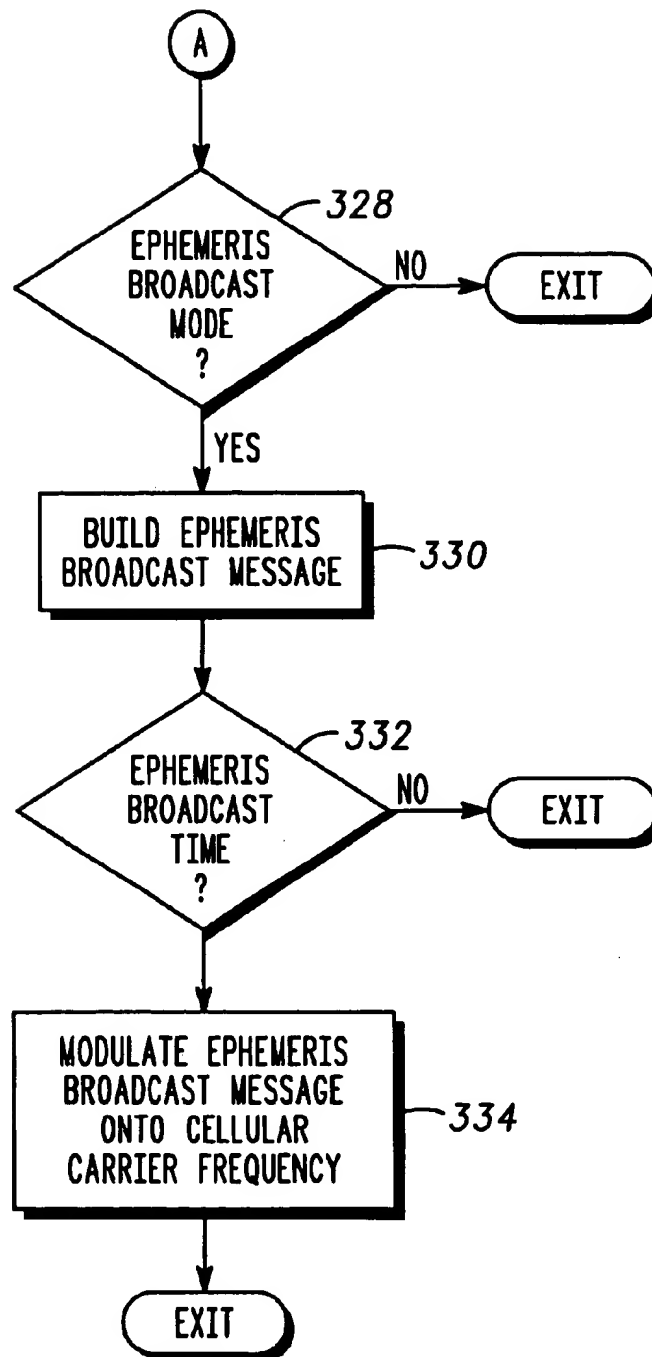 A
328
EPHEMERIS
BROADCAST
MODE
?
NO
EXIT
YES
BUILD EPHEMERIS
BROADCAST MESSAGE
330
332
EPHEMERIS
BROADCAST
TIME
?
NO
EXIT
MODULATE EPHEMERIS
BROADCAST MESSAGE
ONTO CELLULAR
CARRIER FREQUENCY
334
EXIT